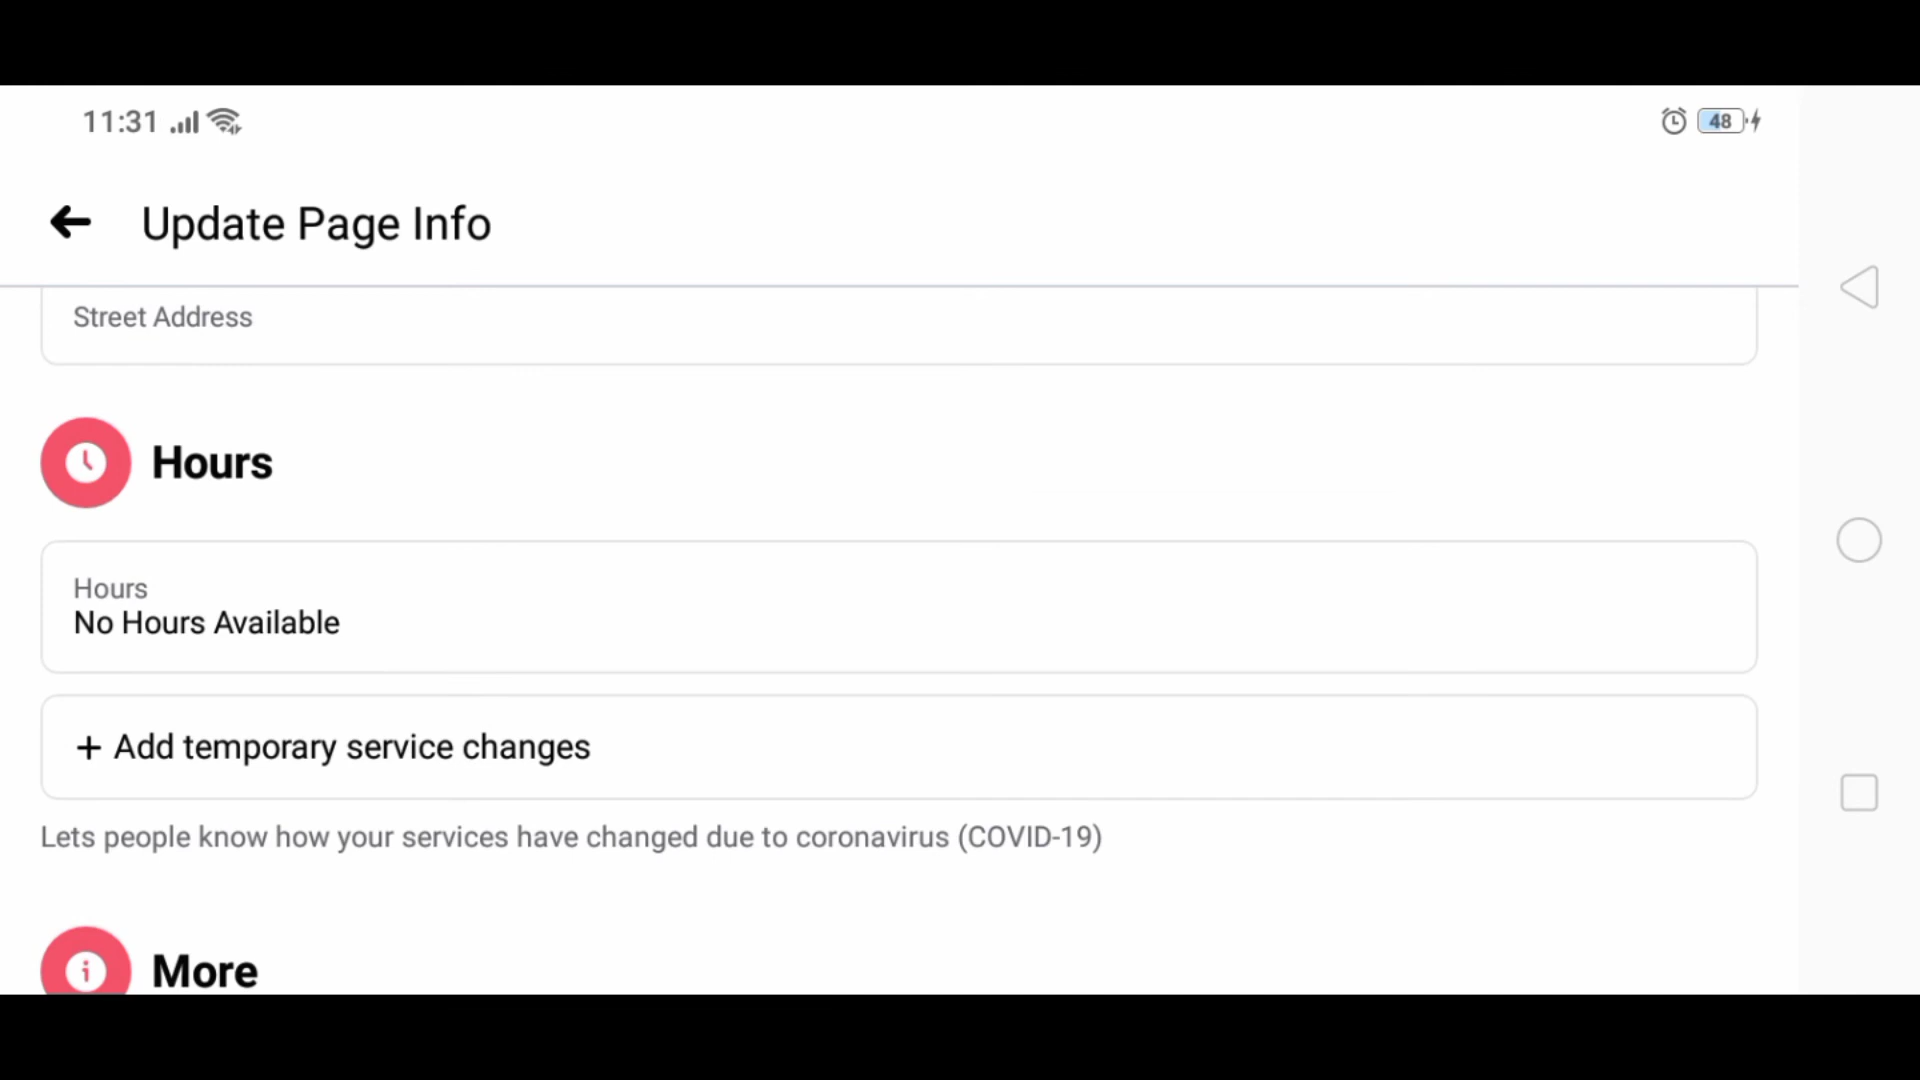 11:31
48
Update Page Info
Street Address
Hours
Hours
No Hours Available
+ Add temporary service changes
Lets people know how your services have changed due to coronavirus (COVID-19)
More